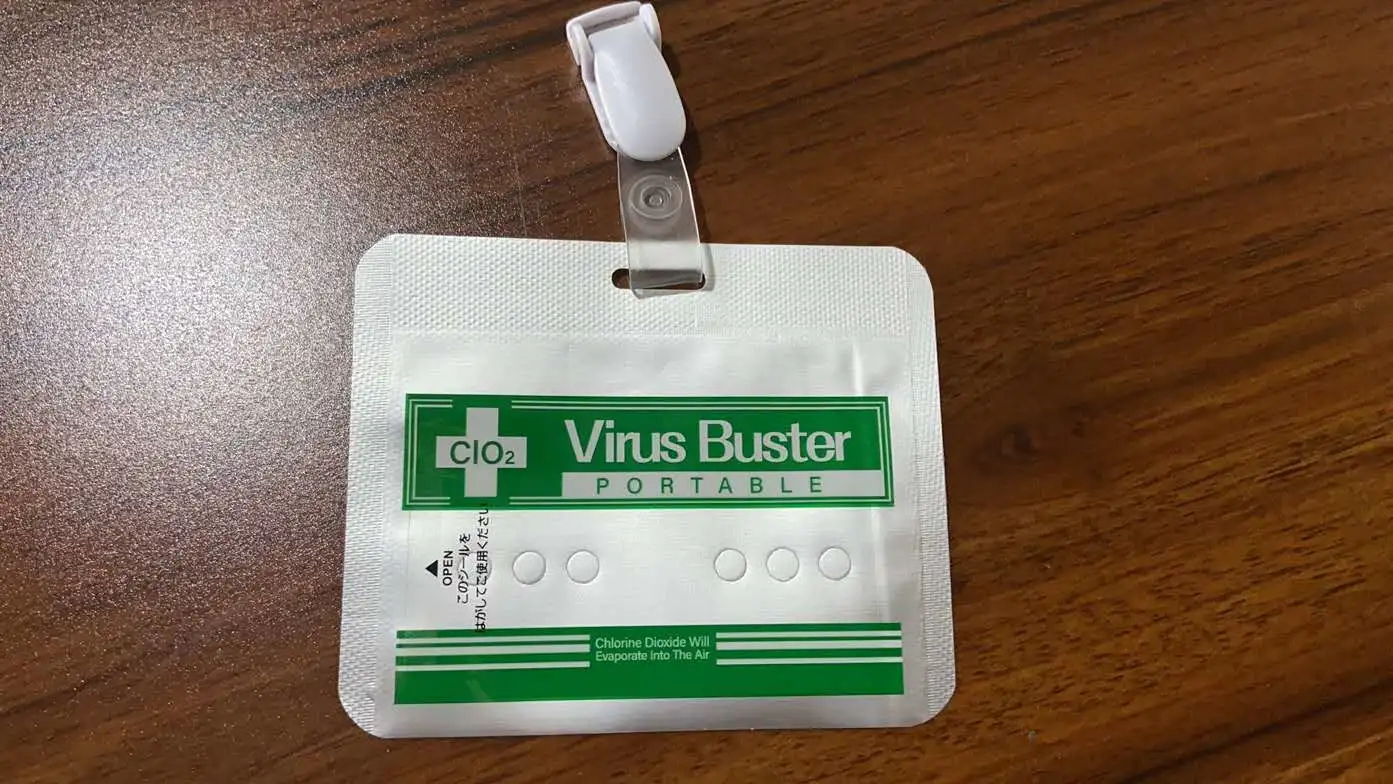 ClO₂
Virus Buster
PORTABLE
OPEN
このシールを
はがしてご使用ください
Chlorine Dioxide Will
Evaporate Into The Air